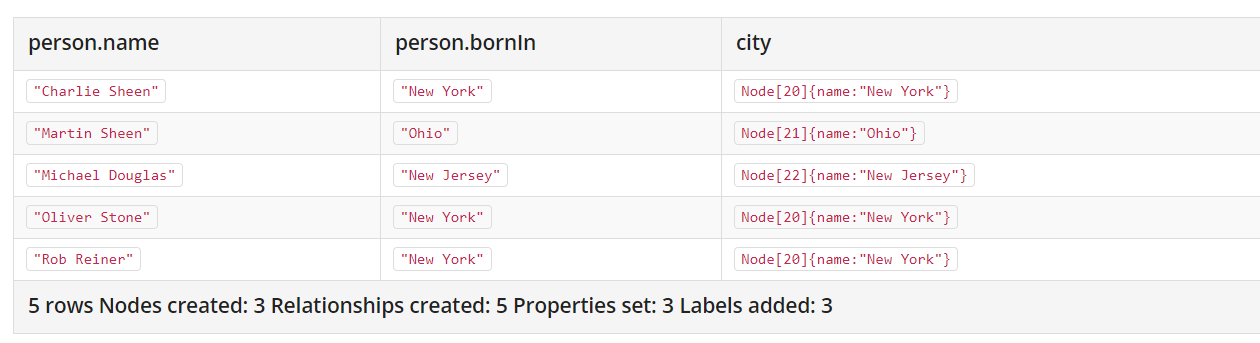 person.name person.bornIn city
"Charlie Sheen" "New York" Node[20]{name:"New York"}
"Martin Sheen" "Ohio" Node[21]{name:"Ohio"}
"Michael Douglas" "New Jersey" Node[22]{name:"New Jersey"}
"Oliver Stone" "New York" Node[20]{name:"New York"}
"Rob Reiner" "New York" Node[20]{name:"New York"}
5 rows Nodes created: 3 Relationships created: 5 Properties set: 3 Labels added: 3